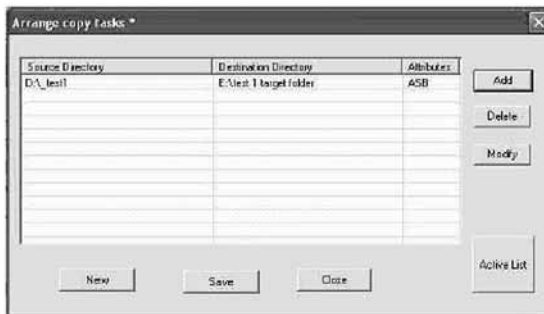 Arrange copy tasks *
Source Directory Destination Directory Attributes
D:\_test1 E:\test 1 target folder ASB
Add
Delete
Modify
Active List
New Save Close